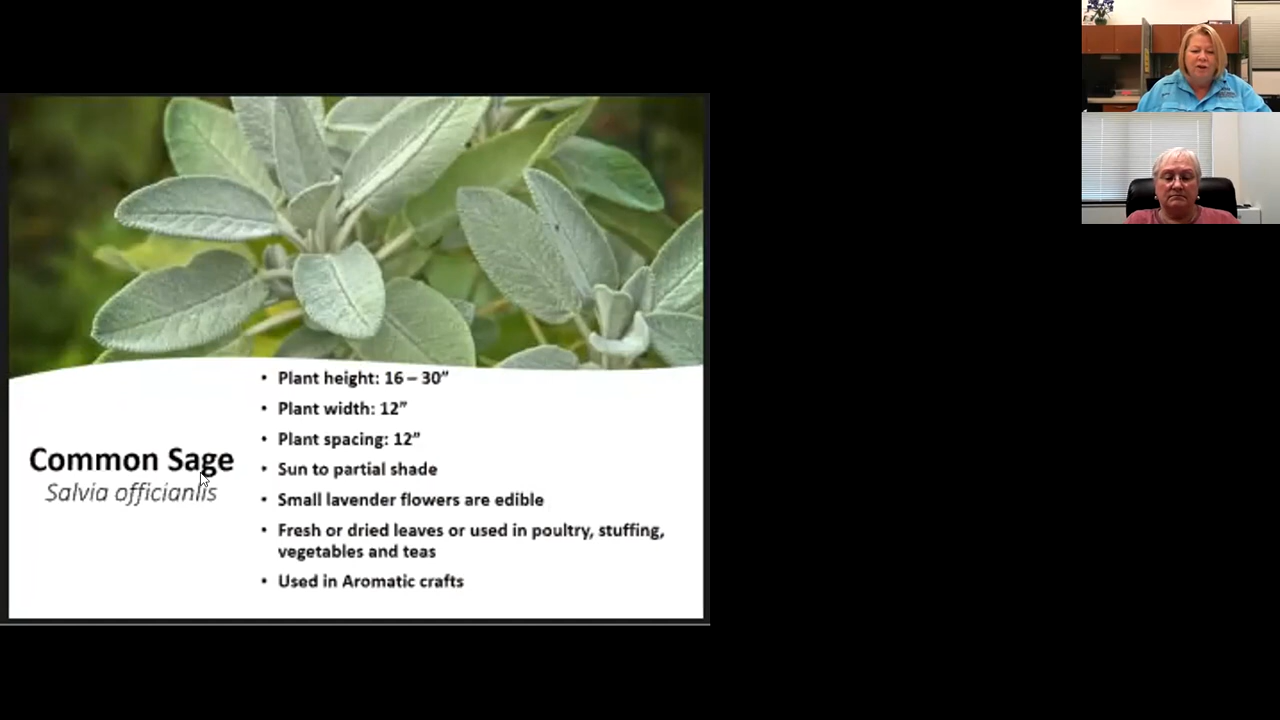 Common Sage
Salvia officianlis
• Plant height: 16 – 30”
• Plant width: 12”
• Plant spacing: 12”
• Sun to partial shade
• Small lavender flowers are edible
• Fresh or dried leaves or used in poultry, stuffing,
vegetables and teas
• Used in Aromatic crafts